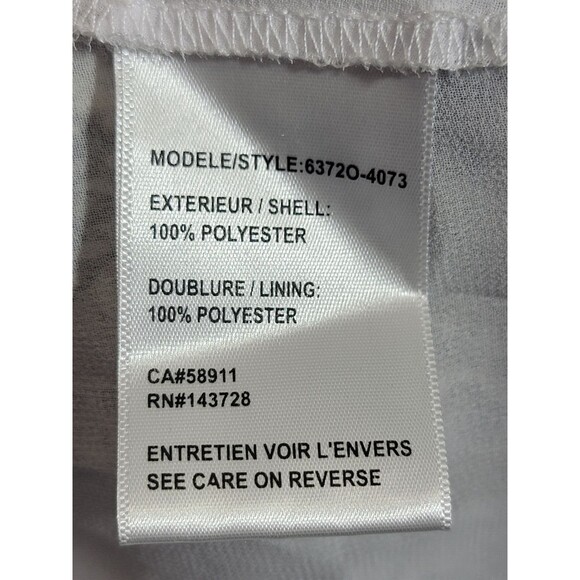 MODELE/STYLE:6372O-4073
EXTERIEUR / SHELL:
100% POLYESTER
DOUBLURE / LINING:
100% POLYESTER
CA#58911
RN#143728
ENTRETIEN VOIR L'ENVERS
SEE CARE ON REVERSE